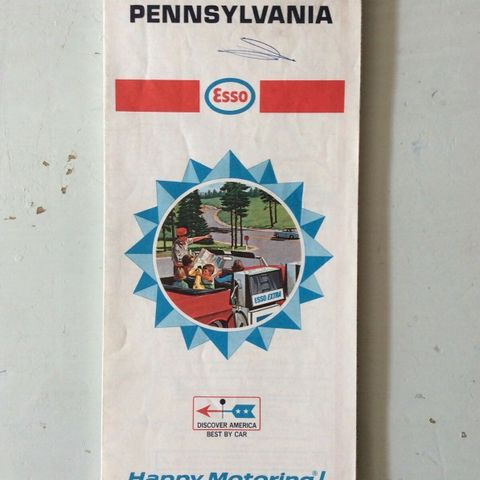 PENNSYLVANIA
Esso
ESSO EXTRA
DISCOVER AMERICA
BEST BY CAR
Happy Motoring!®